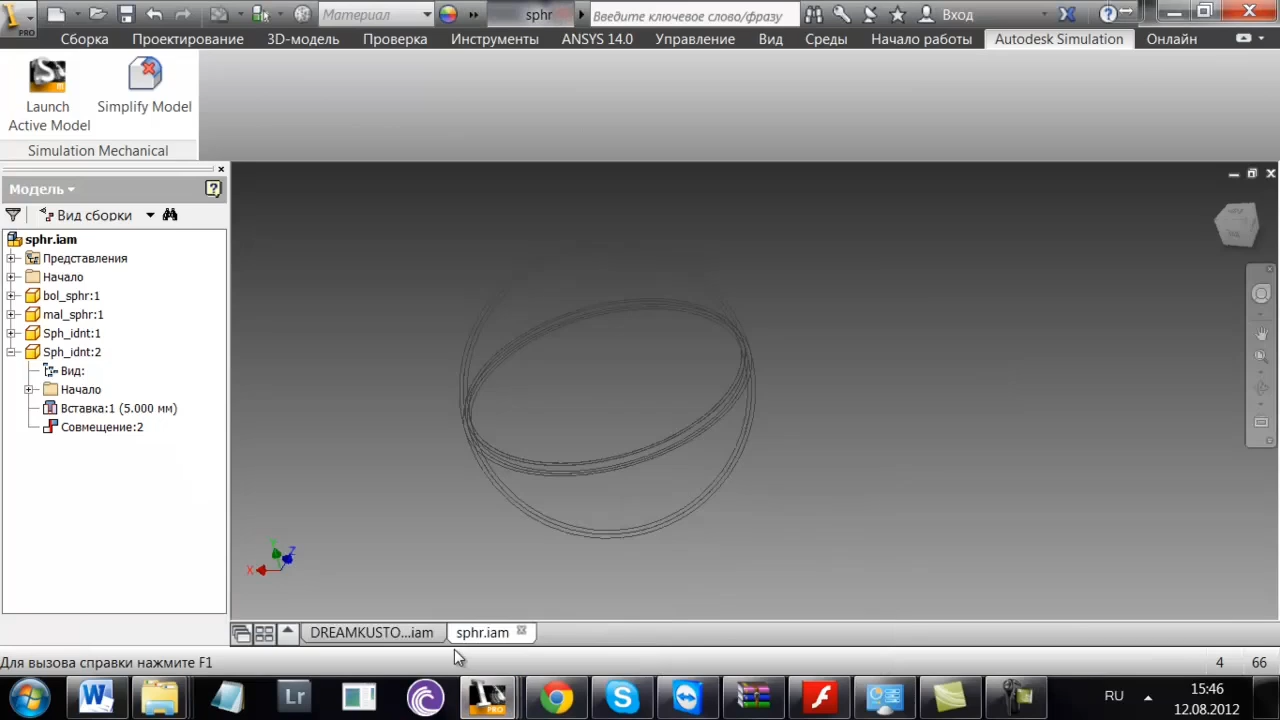 PRO
Материал
sphr
Введите ключевое слово/фразу
Вход
Сборка Проектирование 3D-модель Проверка Инструменты ANSYS 14.0 Управление Вид Среды Начало работы Autodesk Simulation Онлайн
Launch
Active Model
Simplify Model
Simulation Mechanical
Модель
Вид сборки
sphr.iam
Представления
Начало
bol_sphr:1
mal_sphr:1
Sph_idnt:1
Sph_idnt:2
Вид:
Начало
Вставка:1 (5.000 мм)
Совмещение:2
Y
Z
X
DREAMKUSTO...iam sphr.iam
Для вызова справки нажмите F1
4 66
W
Lr
PRO
S
f
RU
15:46
12.08.2012